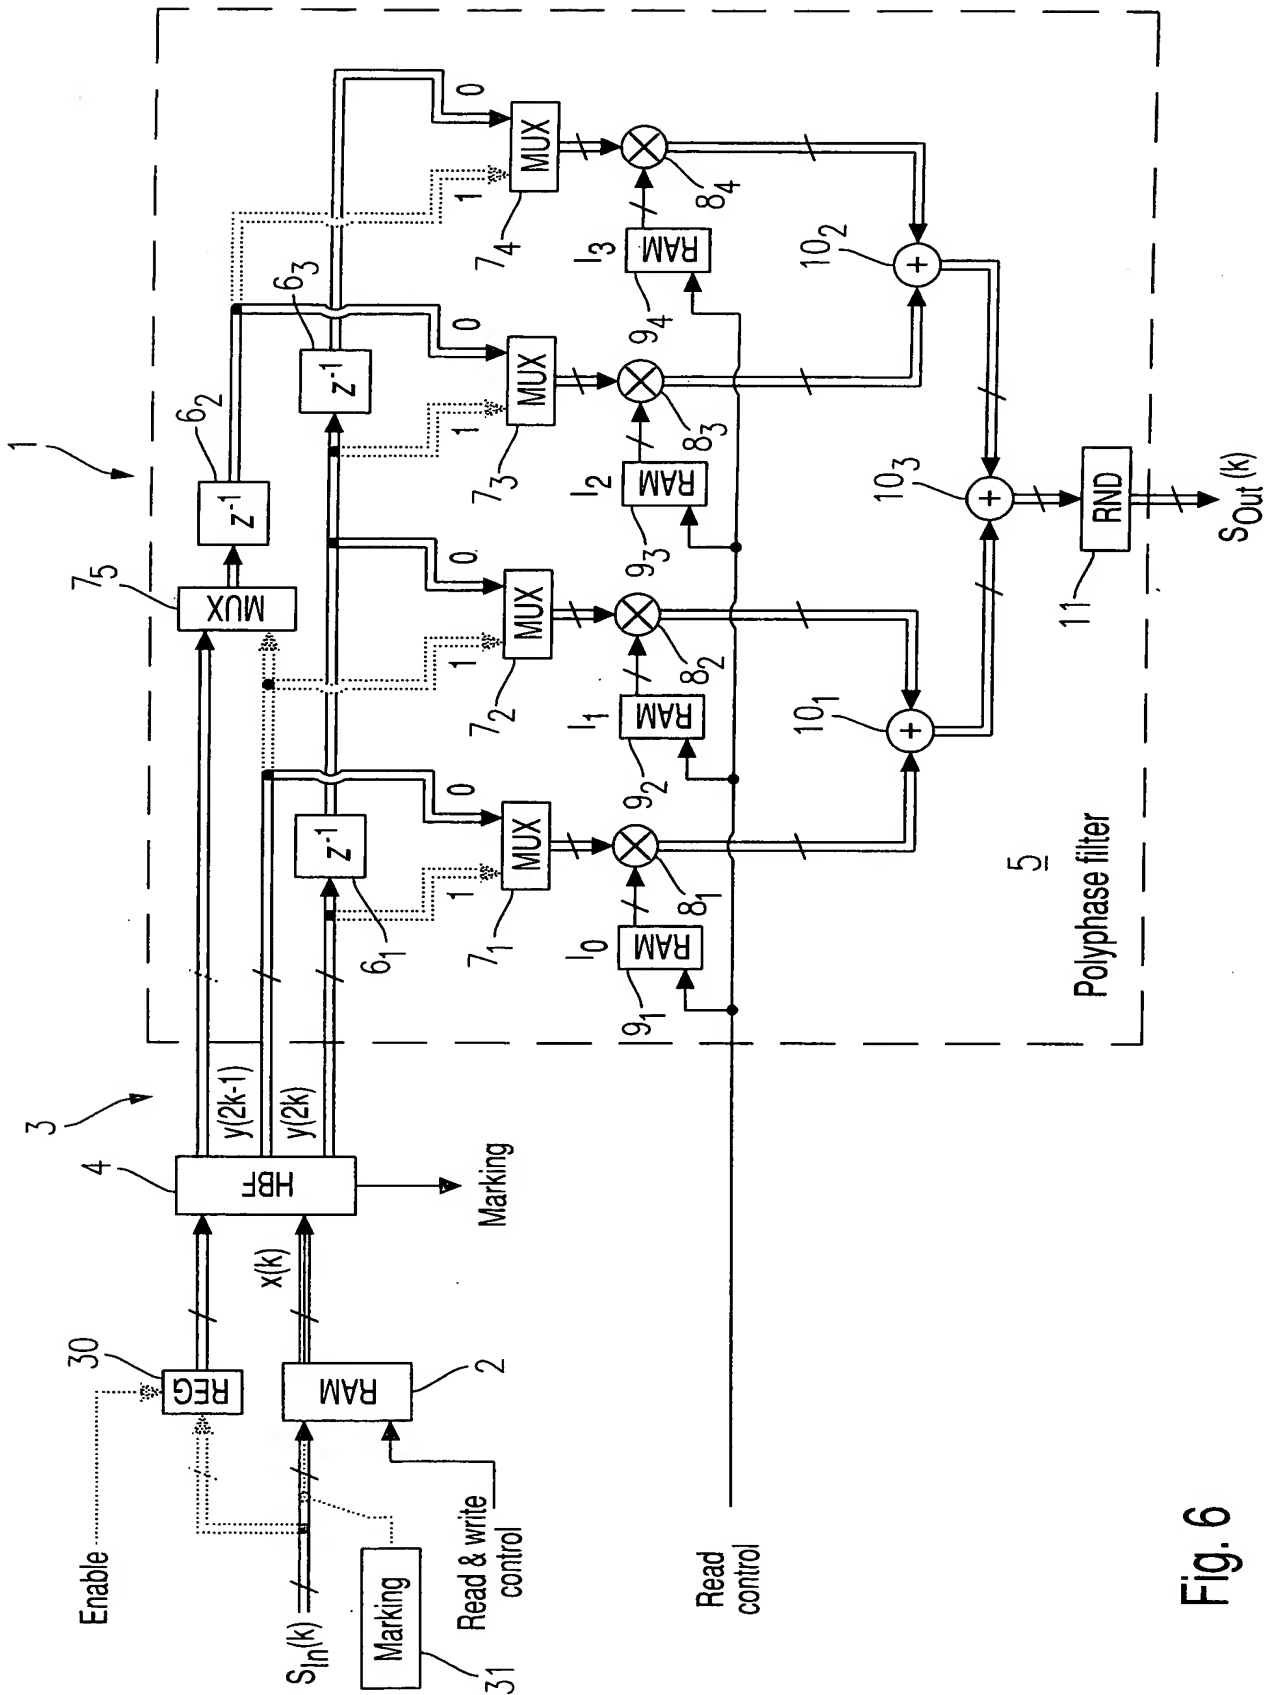 1
3
Enable
S_In(k)
Marking
31
Read & write
control
30
REG
RAM
2
x(k)
4
HBF
Marking
y(2k-1)
y(2k)
7_5
MUX
6_2
z^-1
6_1
z^-1
6_3
z^-1
1
0
1
0
1
0
1
0
7_1
MUX
7_2
MUX
7_3
MUX
7_4
MUX
I_0
RAM
9_1
8_1
I_1
RAM
9_2
8_2
I_2
RAM
9_3
8_3
I_3
RAM
9_4
8_4
Read
control
10_1
+
10_2
+
10_3
+
11
RND
S_Out(k)
5
Polyphase filter
Fig. 6